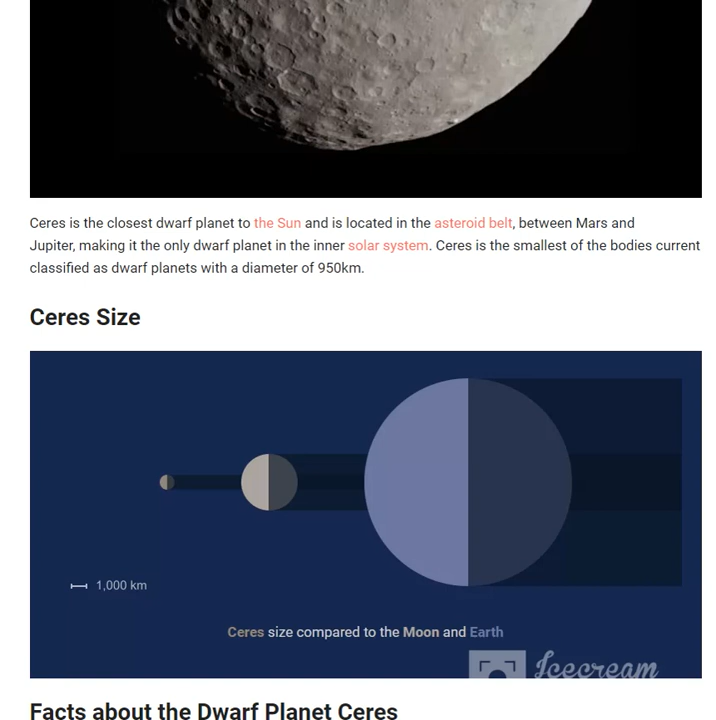 Ceres is the closest dwarf planet to the Sun and is located in the asteroid belt, between Mars and
Jupiter, making it the only dwarf planet in the inner solar system. Ceres is the smallest of the bodies current
classified as dwarf planets with a diameter of 950km.
Ceres Size
1,000 km
Ceres size compared to the Moon and Earth
Icecream
Facts about the Dwarf Planet Ceres